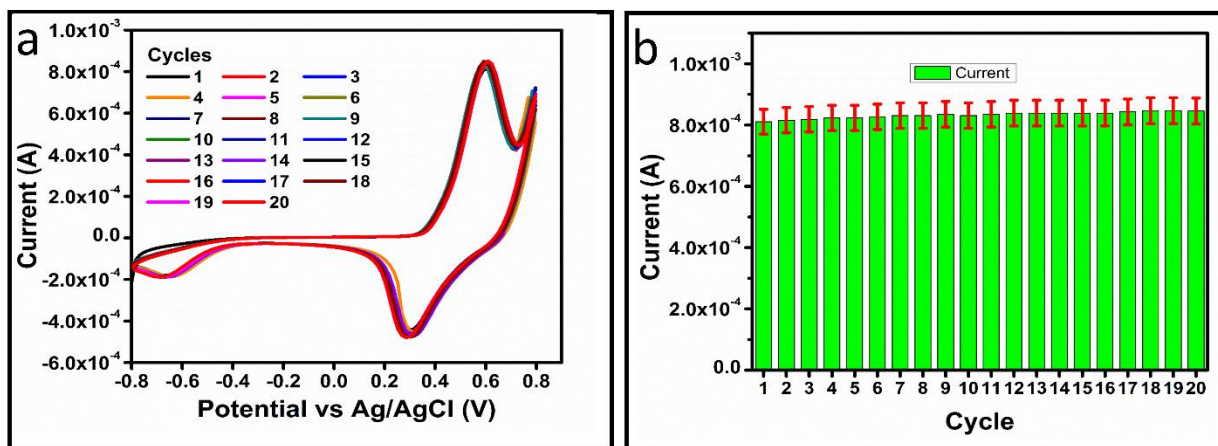 a
1.0x10⁻³
8.0x10⁻⁴
6.0x10⁻⁴
4.0x10⁻⁴
2.0x10⁻⁴
0.0
-2.0x10⁻⁴
-4.0x10⁻⁴
-6.0x10⁻⁴
Current (A)
Cycles
1 2 3
4 5 6
7 8 9
10 11 12
13 14 15
16 17 18
19 20
-0.8 -0.6 -0.4 -0.2 0.0 0.2 0.4 0.6 0.8
Potential vs Ag/AgCl (V)
b
1.0x10⁻³
8.0x10⁻⁴
6.0x10⁻⁴
4.0x10⁻⁴
2.0x10⁻⁴
0.0
Current (A)
Current
1 2 3 4 5 6 7 8 9 10 11 12 13 14 15 16 17 18 19 20
Cycle